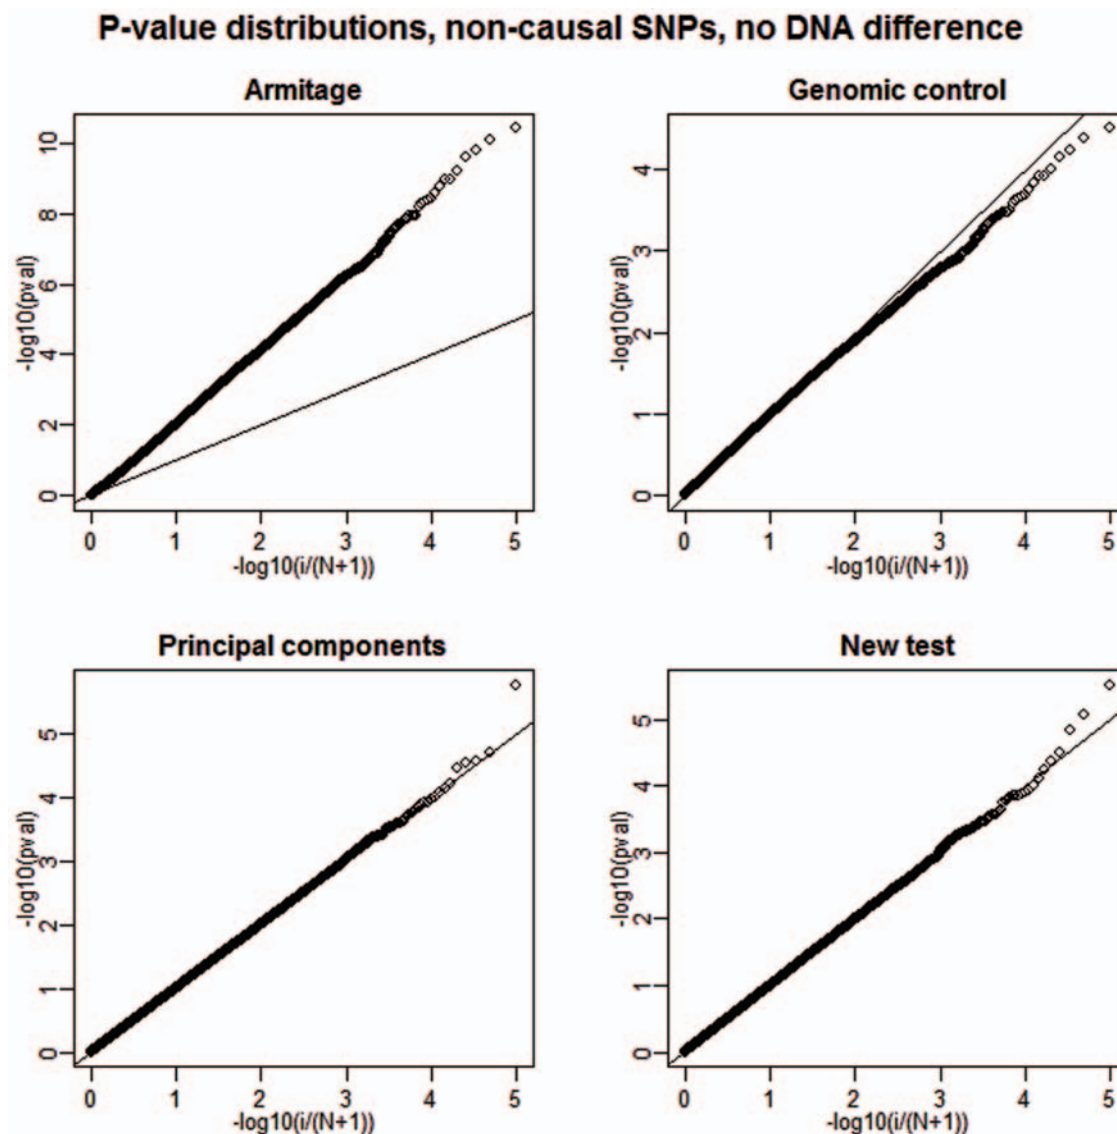 P-value distributions, non-causal SNPs, no DNA difference
Armitage
Genomic control
-log10(pval)
0 2 4 6 8 10
0 1 2 3 4 5
-log10(i/(N+1))
-log10(pval)
0 1 2 3 4
0 1 2 3 4 5
-log10(i/(N+1))
Principal components
New test
-log10(pval)
0 1 2 3 4 5
0 1 2 3 4 5
-log10(i/(N+1))
-log10(pval)
0 1 2 3 4 5
0 1 2 3 4 5
-log10(i/(N+1))